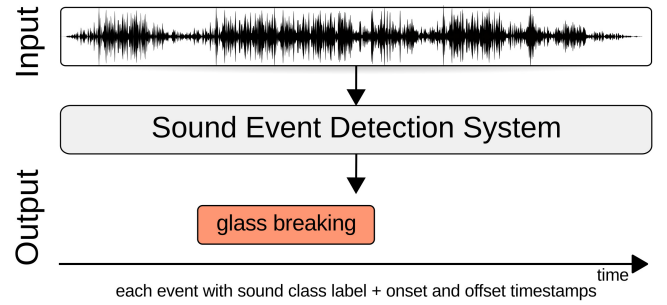 Input
Sound Event Detection System
Output
glass breaking
time
each event with sound class label + onset and offset timestamps